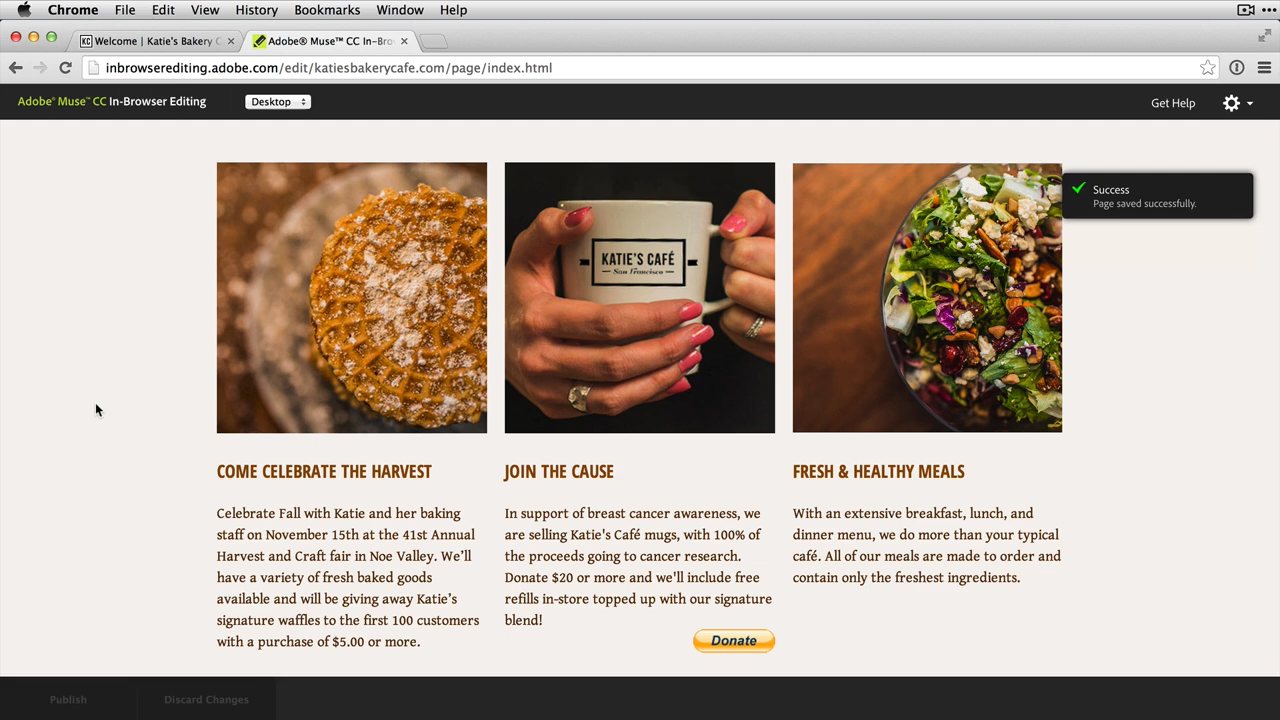 Chrome File Edit View History Bookmarks Window Help
Welcome | Katie's Bakery C
Adobe® Muse™ CC In-Bro
inbrowserediting.adobe.com/edit/katiesbakerycafe.com/page/index.html
Adobe® Muse™ CC In-Browser Editing
Desktop
Get Help
Success
Page saved successfully.
KATIE'S CAFÉ
San Francisco
COME CELEBRATE THE HARVEST
Celebrate Fall with Katie and her baking
staff on November 15th at the 41st Annual
Harvest and Craft fair in Noe Valley. We’ll
have a variety of fresh baked goods
available and will be giving away Katie’s
signature waffles to the first 100 customers
with a purchase of $5.00 or more.
JOIN THE CAUSE
In support of breast cancer awareness, we
are selling Katie's Café mugs, with 100% of
the proceeds going to cancer research.
Donate $20 or more and we'll include free
refills in-store topped up with our signature
blend!
Donate
FRESH & HEALTHY MEALS
With an extensive breakfast, lunch, and
dinner menu, we do more than your typical
café. All of our meals are made to order and
contain only the freshest ingredients.
Publish
Discard Changes